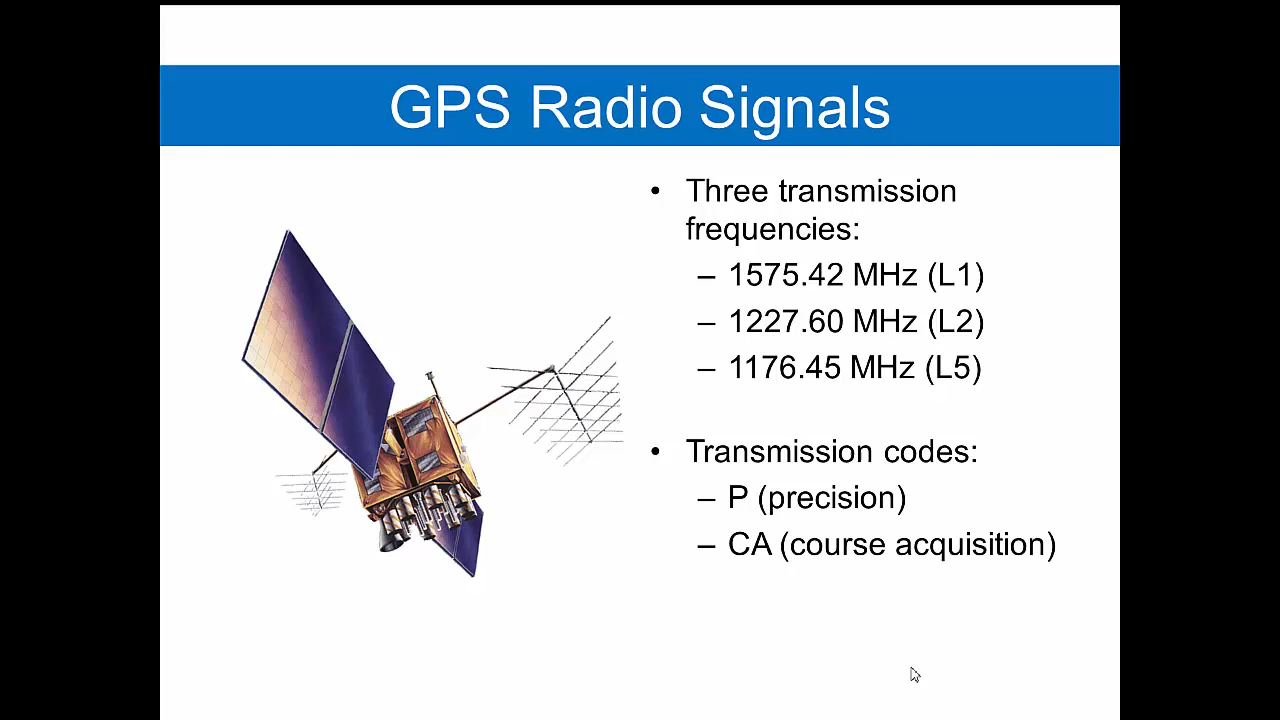 GPS Radio Signals
• Three transmission
frequencies:
– 1575.42 MHz (L1)
– 1227.60 MHz (L2)
– 1176.45 MHz (L5)
• Transmission codes:
– P (precision)
– CA (course acquisition)